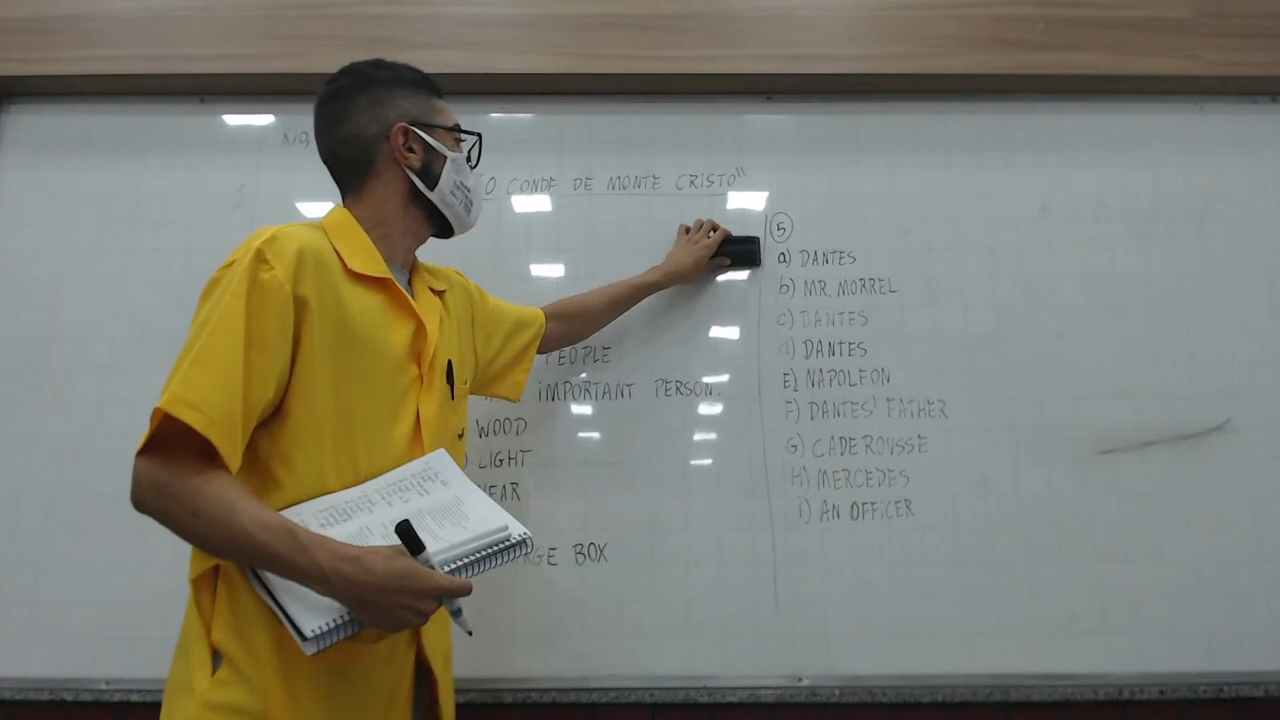 RIO,
"O CONDE DE MONTE CRISTO"
PEOPLE
IMPORTANT PERSON.
WOOD
) LIGHT
BOX
5
a) DANTES
b) MR. MORREL
c) DANTES
d) DANTES
E) NAPOLEON
F) DANTES' FATHER
G) CADEROUSSE
H) MERCEDES
i) AN OFFICER